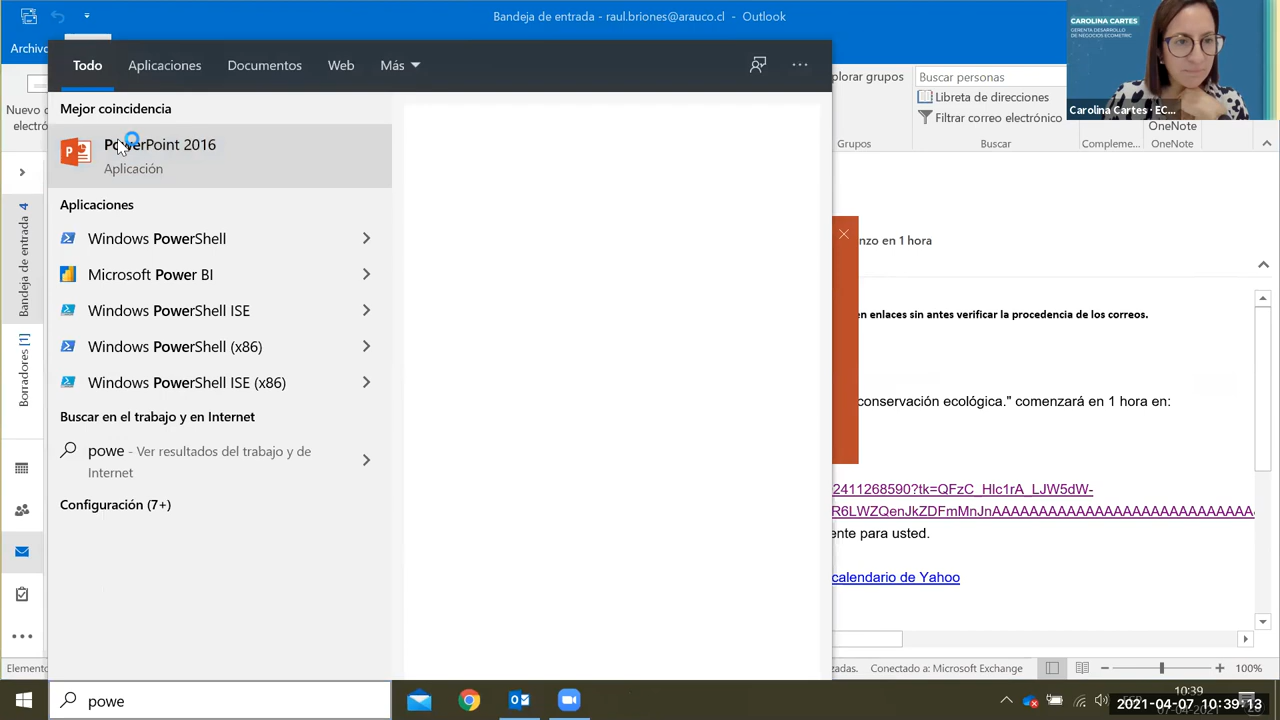 Bandeja de entrada - raul.briones@arauco.cl - Outlook
CAROLINA CARTES
GERENTA DESARROLLO
DE NEGOCIOS ECOMETRIC
Carolina Cartes - EC...
Archivo
Todo
Aplicaciones
Documentos
Web
Más
Nuevo
electró
Mejor coincidencia
PowerPoint 2016
Aplicación
Aplicaciones
Windows PowerShell
Microsoft Power BI
Windows PowerShell ISE
Windows PowerShell (x86)
Windows PowerShell ISE (x86)
Buscar en el trabajo y en Internet
powe - Ver resultados del trabajo y de
Internet
Configuración (7+)
plorar grupos
Grupos
Buscar personas
Libreta de direcciones
Filtrar correo electrónico
Buscar
Compleme...
OneNote
OneNote
4
Bandeja de entrada
Borradores [1]
nzo en 1 hora
en enlaces sin antes verificar la procedencia de los correos.
conservación ecológica." comenzará en 1 hora en:
2411268590?tk=QFzC_Hlc1rA_LJW5dW-
ente para usted.
calendario de Yahoo
Elemento
zadas.
Conectado a: Microsoft Exchange
100%
powe
10:39
2021-04-07 10:39:13